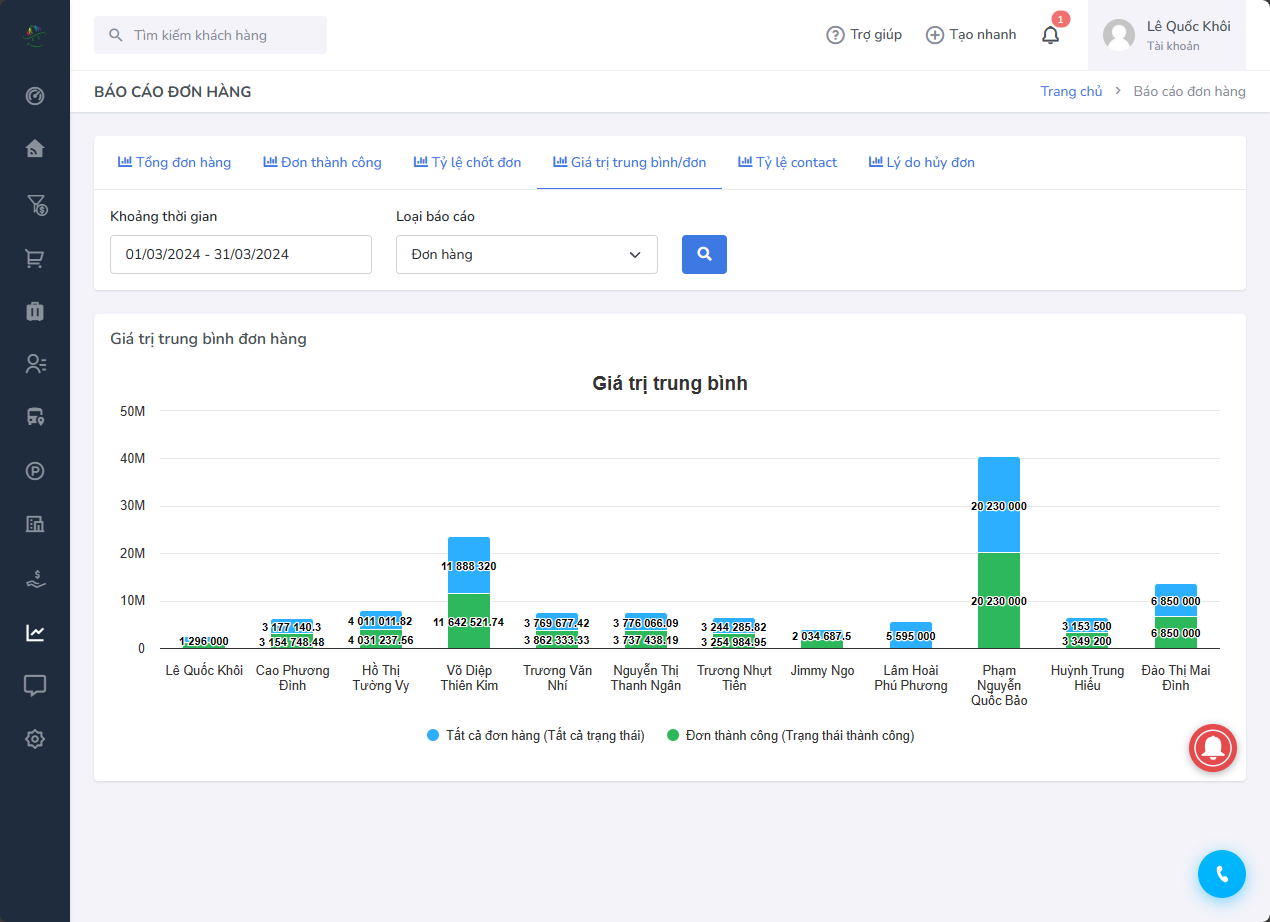 Tìm kiếm khách hàng
Trợ giúp
Tạo nhanh
1
Lê Quốc Khôi
Tài khoản
BÁO CÁO ĐƠN HÀNG
Trang chủ > Báo cáo đơn hàng
Tổng đơn hàng
Đơn thành công
Tỷ lệ chốt đơn
Giá trị trung bình/đơn
Tỷ lệ contact
Lý do hủy đơn
Khoảng thời gian
Loại báo cáo
01/03/2024 - 31/03/2024
Đơn hàng
Giá trị trung bình đơn hàng
Giá trị trung bình
50M
40M
30M
20M
10M
0
1 296 000
3 177 140.3
3 154 748.48
4 011 011.82
4 031 237.56
11 888 320
11 642 521.74
3 769 677.42
3 862 333.33
3 776 066.09
3 737 438.19
3 244 285.82
3 254 984.95
2 034 687.5
5 595 000
20 230 000
20 230 000
3 153 500
3 349 200
6 850 000
6 850 000
Lê Quốc Khôi
Cao Phương
Đình
Hồ Thị
Tường Vy
Võ Diệp
Thiên Kim
Trương Văn
Nhí
Nguyễn Thị
Thanh Ngân
Trương Nhựt
Tiến
Jimmy Ngo
Lâm Hoài
Phú Phương
Phạm
Nguyễn
Quốc Bảo
Huỳnh Trung
Hiếu
Đào Thị Mai
Đình
Tất cả đơn hàng (Tất cả trạng thái)
Đơn thành công (Trạng thái thành công)